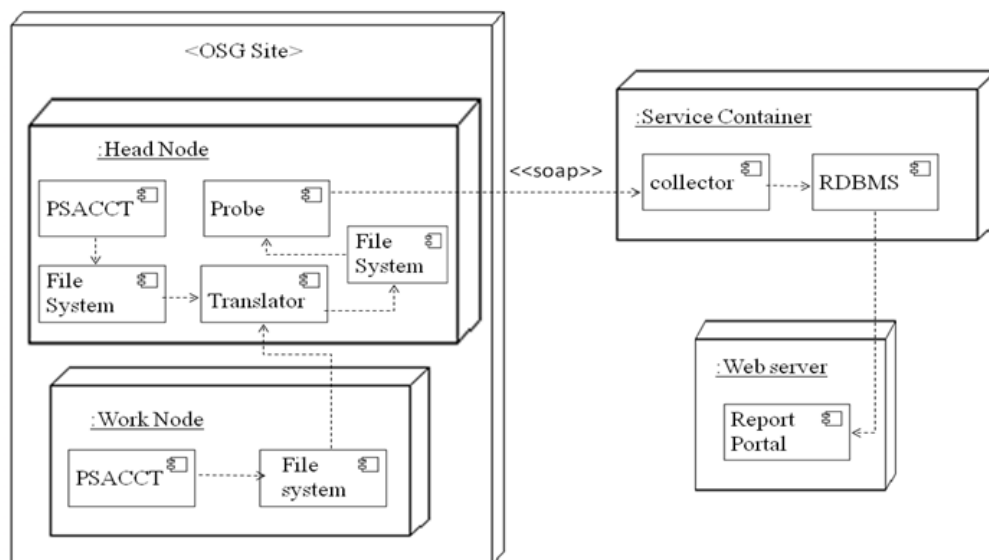 <OSG Site>
:Head Node
PSACCT
Probe
File
System
File
System
Translator
:Work Node
PSACCT
File
system
<<soap>>
:Service Container
collector
RDBMS
:Web server
Report
Portal